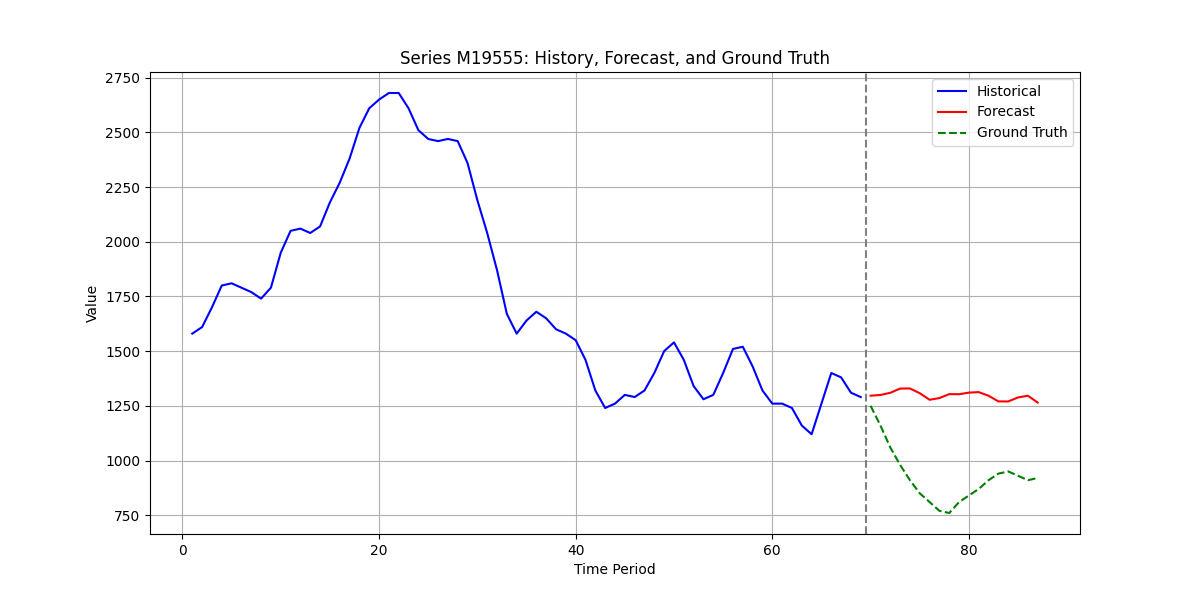 Series M19555: History, Forecast, and Ground Truth
2750
2500
2250
2000
1750
1500
1250
1000
750
Value
Historical
Forecast
Ground Truth
0 20 40 60 80
Time Period